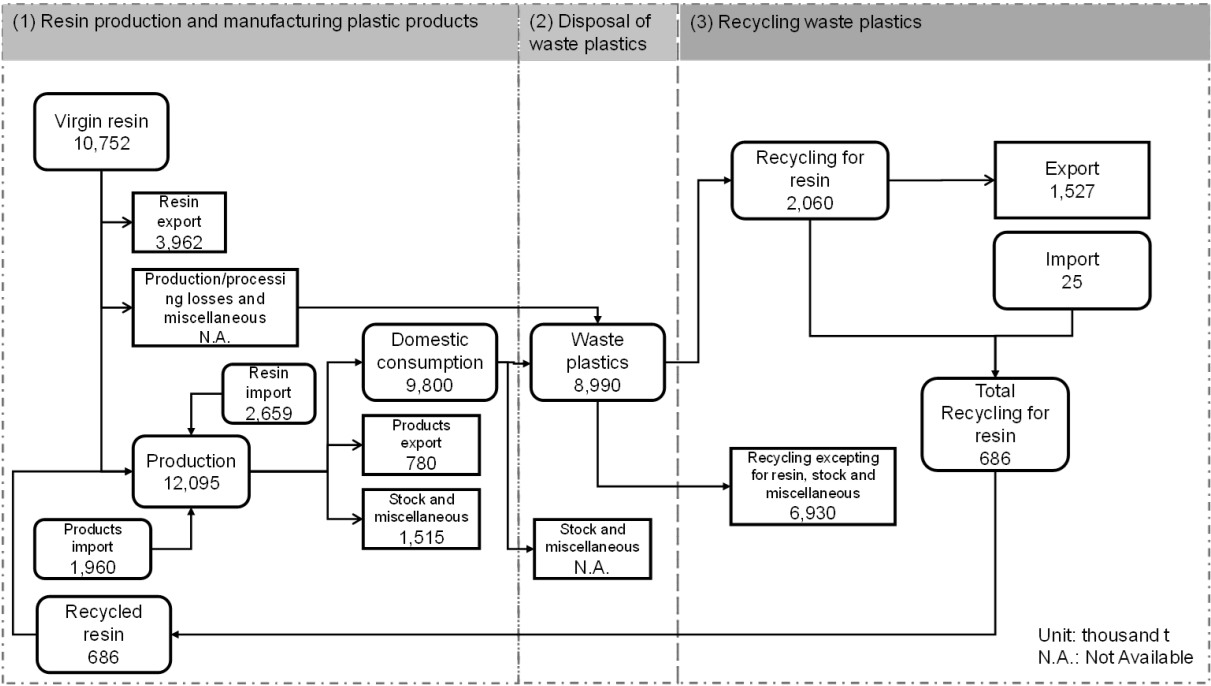 (1) Resin production and manufacturing plastic products
(2) Disposal of
waste plastics
(3) Recycling waste plastics
Virgin resin
10,752
Resin
export
3,962
Production/processi
ng losses and
miscellaneous
N.A.
Resin
import
2,659
Production
12,095
Products
import
1,960
Recycled
resin
686
Domestic
consumption
9,800
Products
export
780
Stock and
miscellaneous
1,515
Waste
plastics
8,990
Stock and
miscellaneous
N.A.
Recycling for
resin
2,060
Export
1,527
Import
25
Total
Recycling for
resin
686
Recycling excepting
for resin, stock and
miscellaneous
6,930
Unit: thousand t
N.A.: Not Available